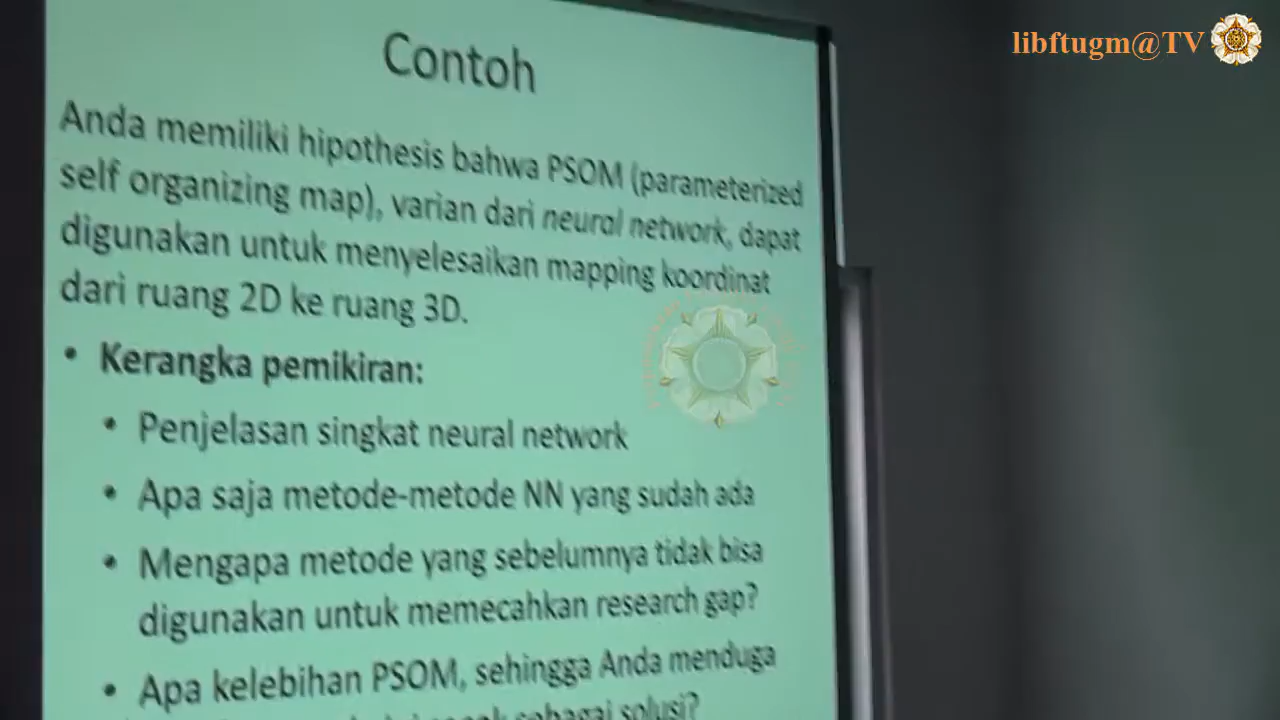 libftugm@TV
Contoh
Anda memiliki hipothesis bahwa PSOM (parameterized
self organizing map), varian dari neural network, dapat
digunakan untuk menyelesaikan mapping koordinat
dari ruang 2D ke ruang 3D.
• Kerangka pemikiran:
• Penjelasan singkat neural network
• Apa saja metode-metode NN yang sudah ada
• Mengapa metode yang sebelumnya tidak bisa
digunakan untuk memecahkan research gap?
• Apa kelebihan PSOM, sehingga Anda menduga
sebagai solusi?